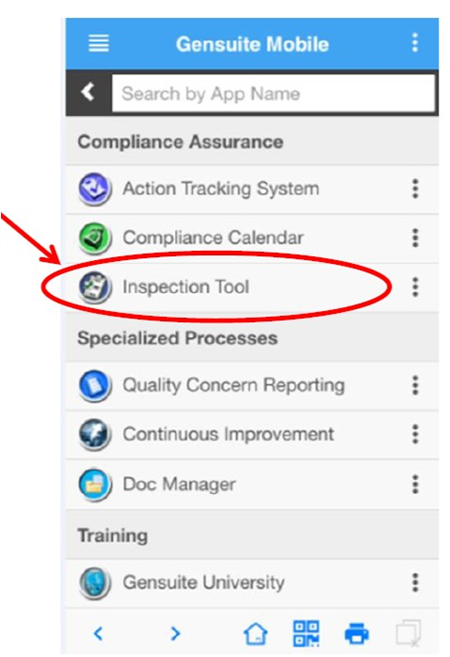 Gensuite Mobile
Search by App Name
Compliance Assurance
Action Tracking System
Compliance Calendar
Inspection Tool
Specialized Processes
Quality Concern Reporting
Continuous Improvement
Doc Manager
Training
Gensuite University